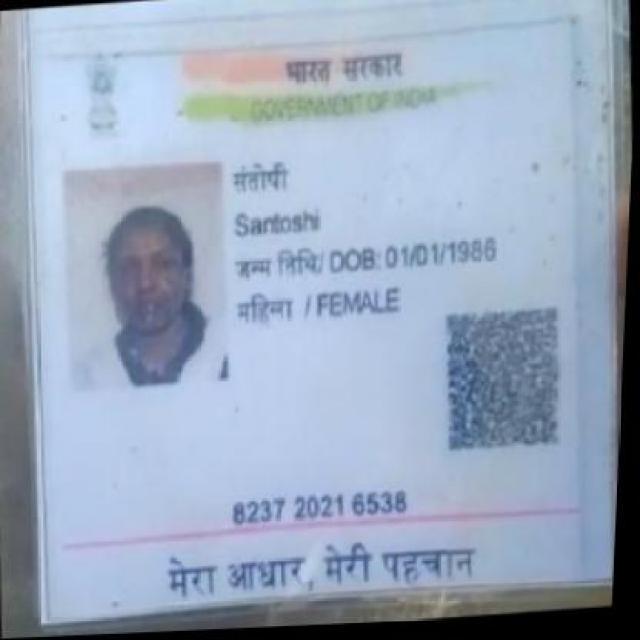 भारत सरकार
GOVERNMENT OF INDIA
संतोषी
Santoshi
जन्म तिथि/ DOB: 01/01/1986
महिला / FEMALE
8237 2021 6538
मेरा आधार, मेरी पहचान